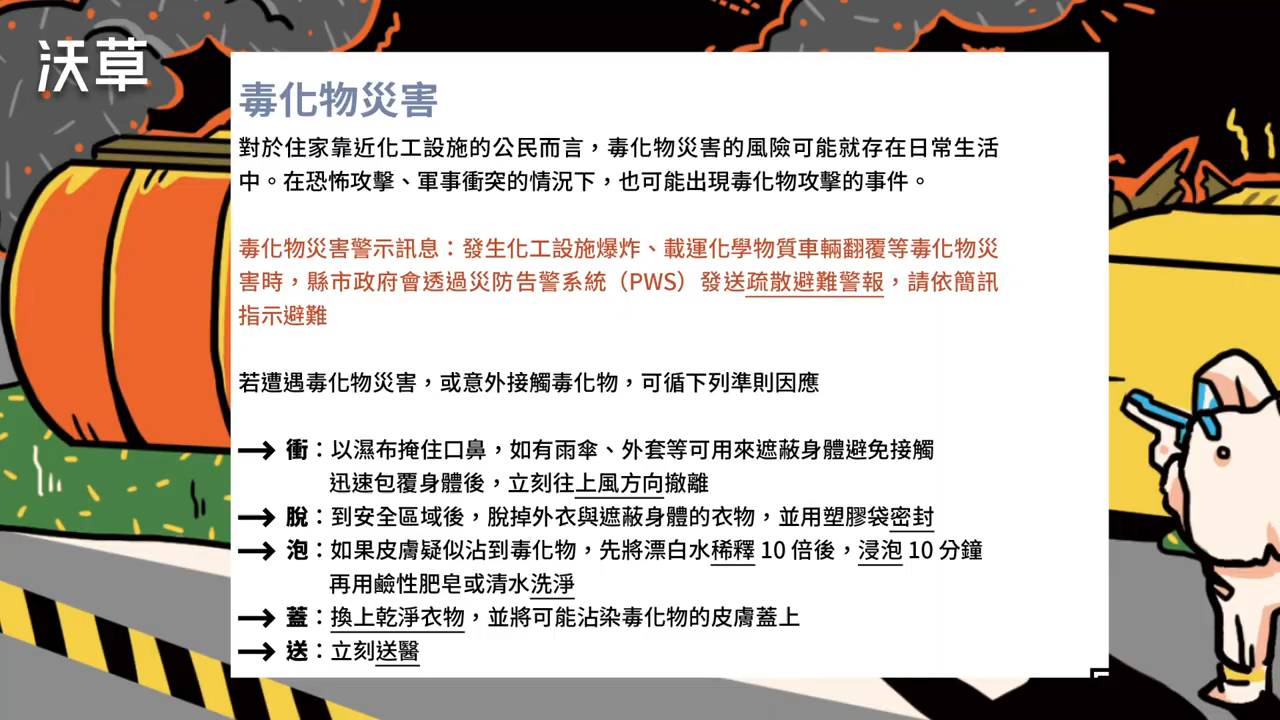 沃草
毒化物災害
對於住家靠近化工設施的公民而言，毒化物災害的風險可能就存在日常生活
中。在恐怖攻擊、軍事衝突的情況下，也可能出現毒化物攻擊的事件。
毒化物災害警示訊息：發生化工設施爆炸、載運化學物質車輛翻覆等毒化物災
害時，縣市政府會透過災防告警系統（PWS）發送疏散避難警報，請依簡訊
指示避難
若遭遇毒化物災害，或意外接觸毒化物，可循下列準則因應
→ 衝：以濕布掩住口鼻，如有雨傘、外套等可用來遮蔽身體避免接觸
迅速包覆身體後，立刻往上風方向撤離
→ 脫：到安全區域後，脫掉外衣與遮蔽身體的衣物，並用塑膠袋密封
→ 泡：如果皮膚疑似沾到毒化物，先將漂白水稀釋 10 倍後，浸泡 10 分鐘
再用鹼性肥皂或清水洗淨
→ 蓋：換上乾淨衣物，並將可能沾染毒化物的皮膚蓋上
→ 送：立刻送醫